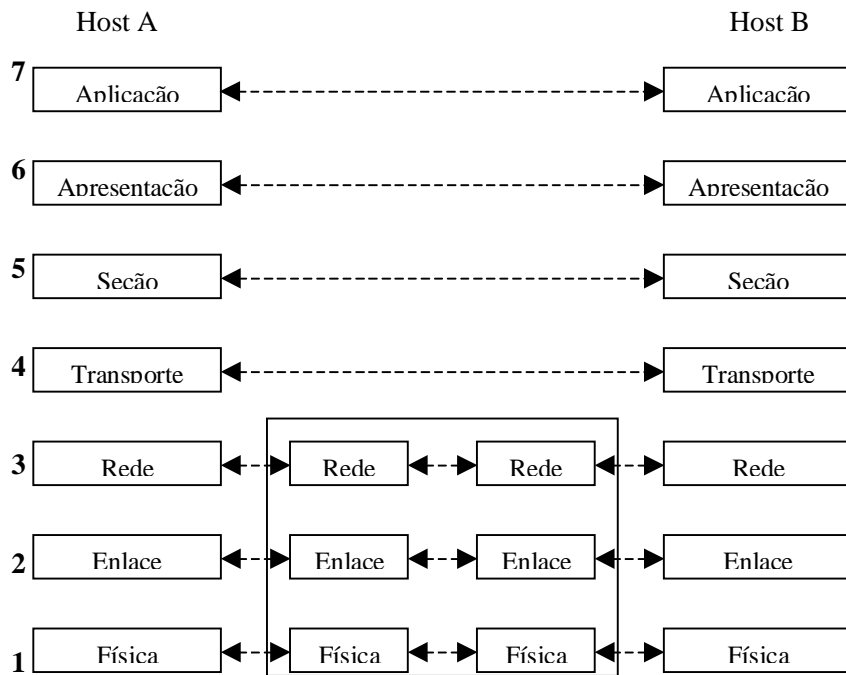 Host A Host B
7 Aplicação Aplicação
6 Apresentação Apresentação
5 Seção Seção
4 Transporte Transporte
3 Rede Rede Rede Rede
2 Enlace Enlace Enlace Enlace
1 Física Física Física Física